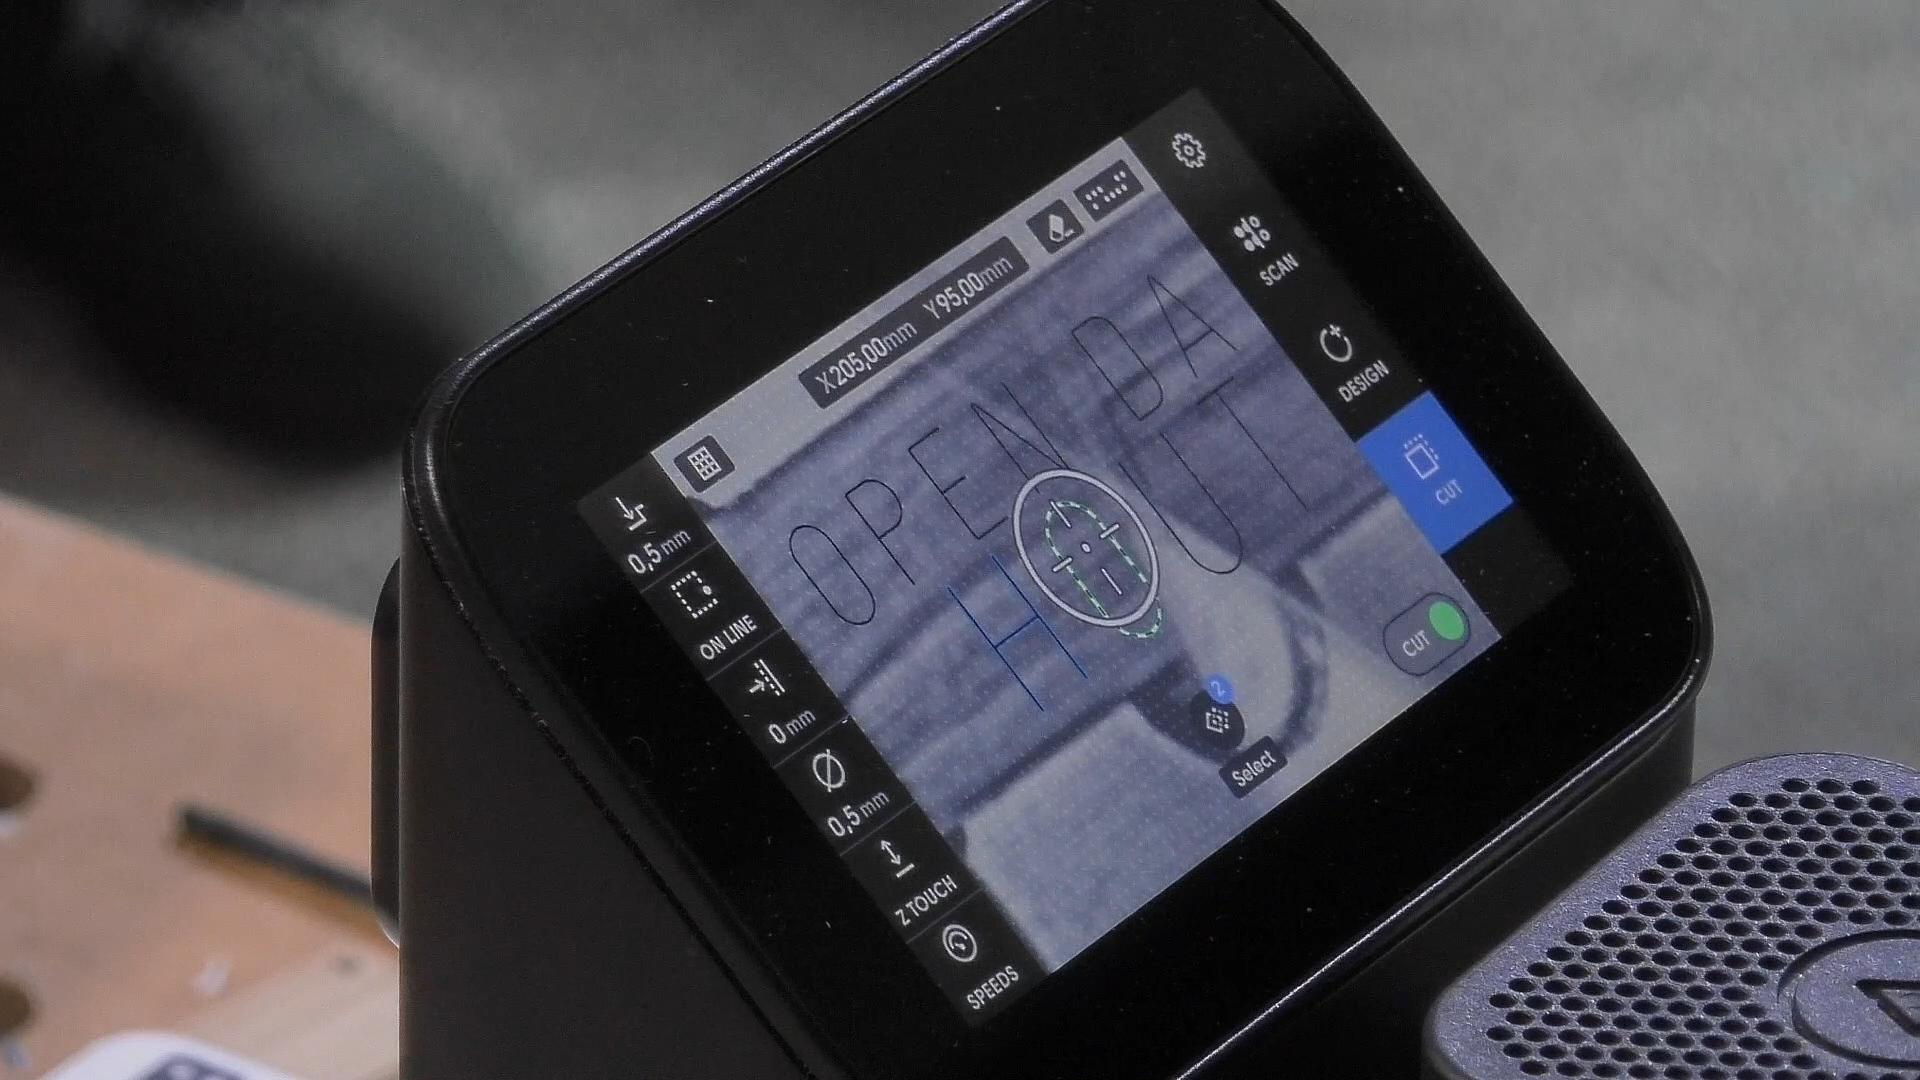 X205,00mm Y95,00mm
SCAN
DESIGN
CUT
0,5 mm
ON LINE
0 mm
0,5 mm
Z TOUCH
SPEEDS
OPEN DA
H UT
2
Select
CUT